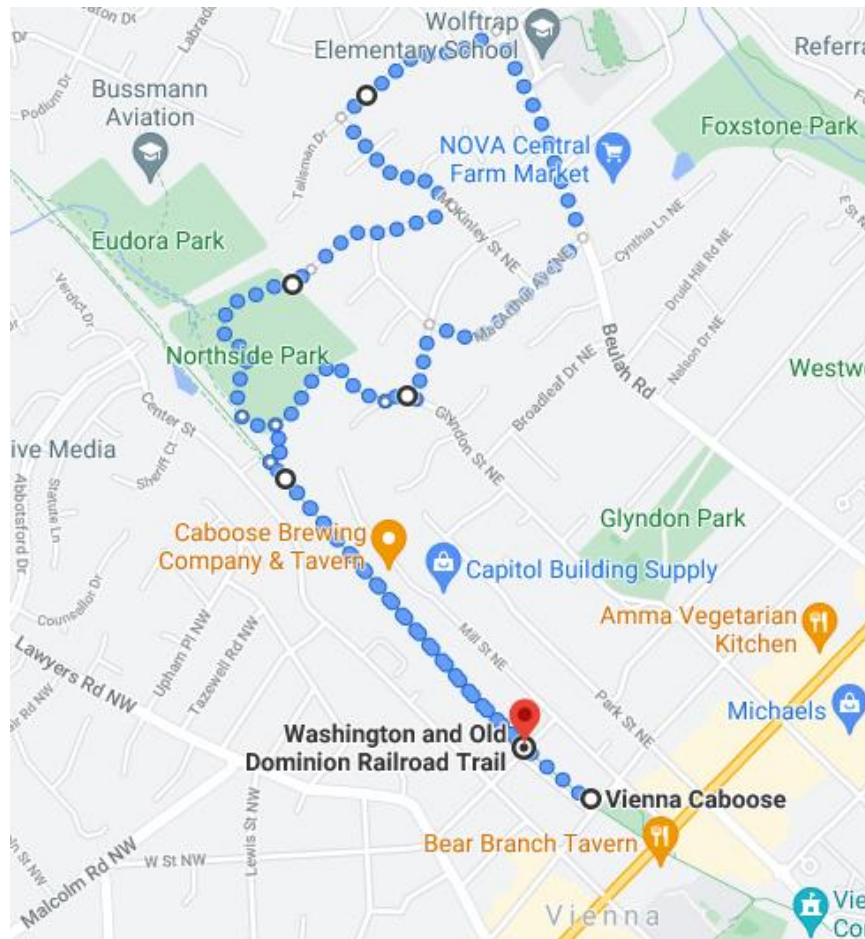 Wolftrap
Elementary School
Referra
Podium Dr
Bussmann
Aviation
Foxstone Park
NOVA Central
Farm Market
Talisman Dr
McKinley St NE
E St N
Cynthia Ln NE
Druid Hill Rd NE
Eudora Park
Verdict Dr
MacArthur Ave NE
Beulah Rd
Nelson Dr NE
Northside Park
Broadleaf Dr NE
Westwo
Center St
Glyndon St NE
ive Media
Sheriff Ct
Abbotsford Dr
Statute Ln
Glyndon Park
Caboose Brewing
Company & Tavern
Capitol Building Supply
Counsellor Dr
Amma Vegetarian
Kitchen
Mill St NE
Upham Pl NW
Tazewell Rd NW
Lawyers Rd NW
Park St NE
Michaels
Washington and Old
Dominion Railroad Trail
Vienna Caboose
Lewis St NW
Bear Branch Tavern
W St NW
Malcolm Rd NW
Vienna
Vie
Co